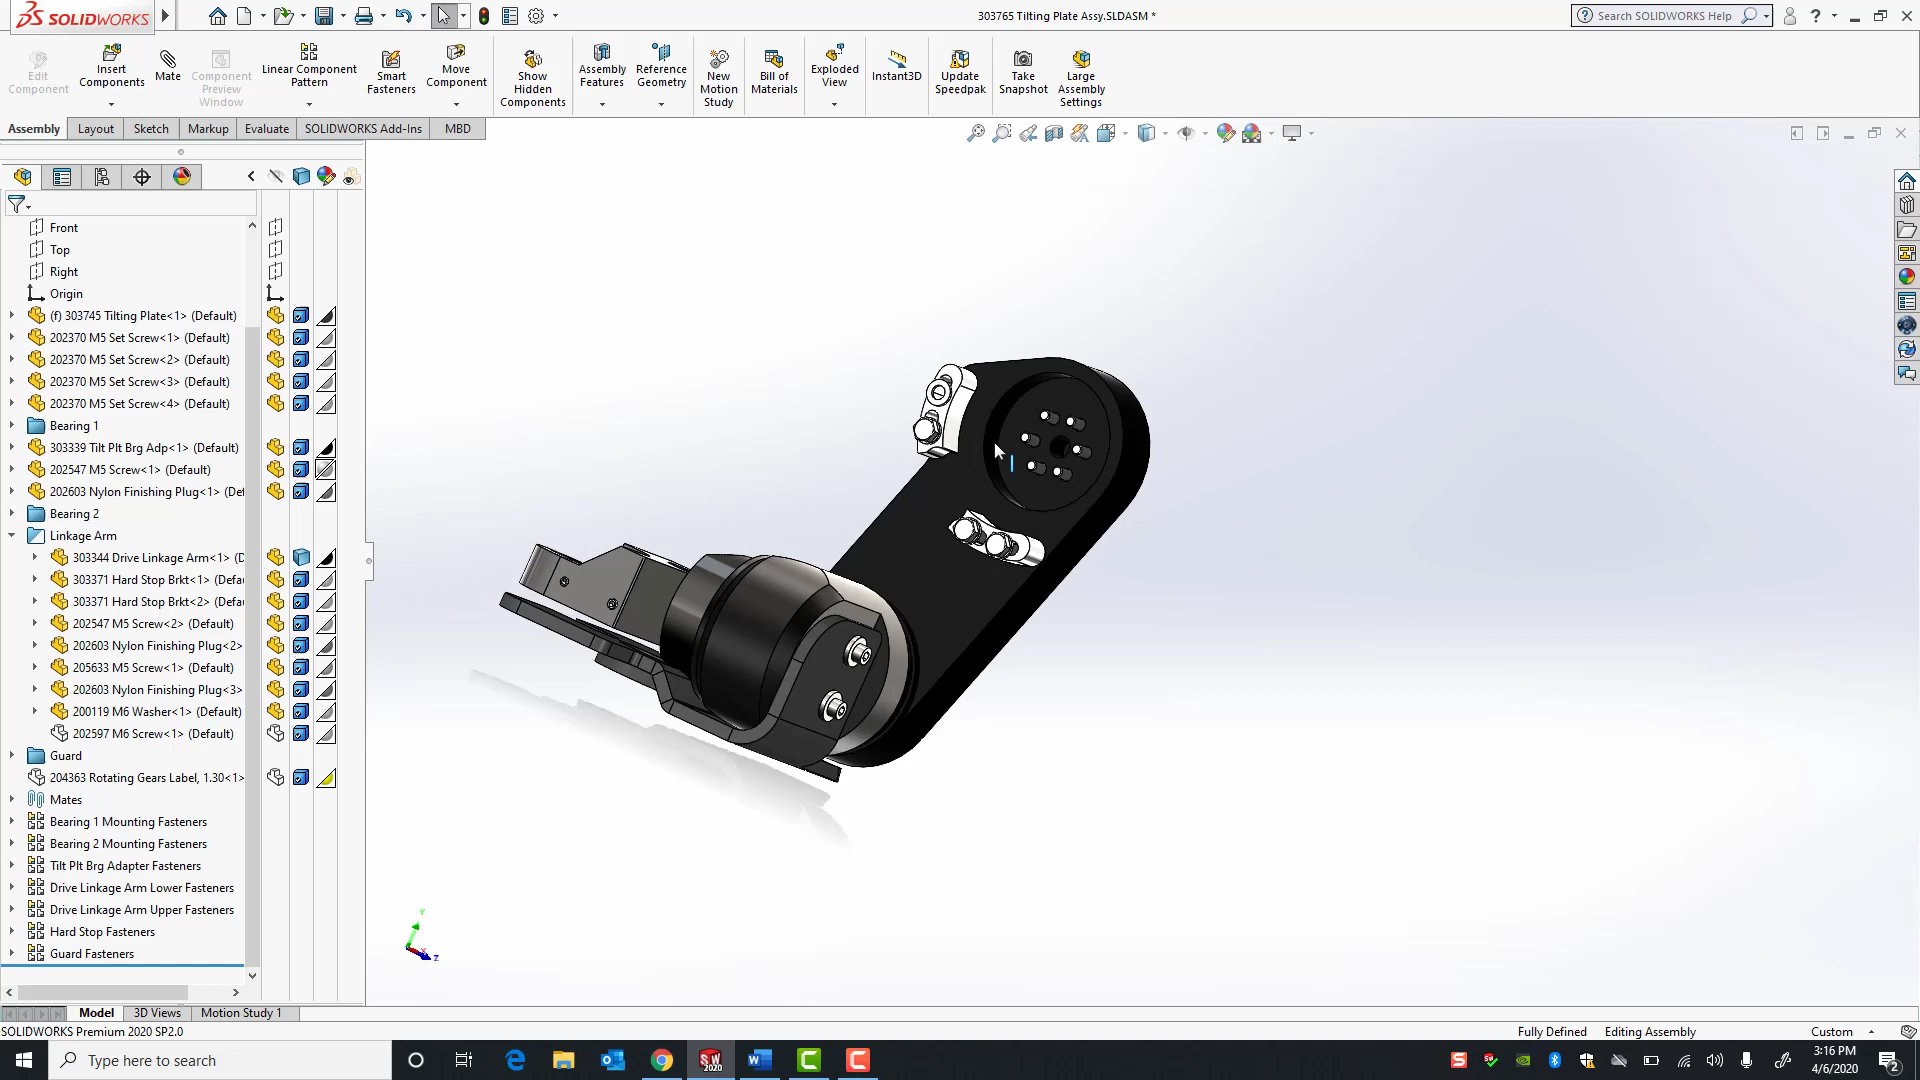 SOLIDWORKS
303765 Tilting Plate Assy.SLDASM *
Search SOLIDWORKS Help
?
Edit Component
Insert Components
Mate
Component Preview Window
Linear Component Pattern
Smart Fasteners
Move Component
Show Hidden Components
Assembly Features
Reference Geometry
New Motion Study
Bill of Materials
Exploded View
Instant3D
Update Speedpak
Take Snapshot
Large Assembly Settings
Assembly
Layout
Sketch
Markup
Evaluate
SOLIDWORKS Add-Ins
MBD
Front
Top
Right
Origin
(f) 303745 Tilting Plate<1> (Default)
202370 M5 Set Screw<1> (Default)
202370 M5 Set Screw<2> (Default)
202370 M5 Set Screw<3> (Default)
202370 M5 Set Screw<4> (Default)
Bearing 1
303339 Tilt Plt Brg Adp<1> (Default)
202547 M5 Screw<1> (Default)
202603 Nylon Finishing Plug<1> (Def
Bearing 2
Linkage Arm
303344 Drive Linkage Arm<1> (D
303371 Hard Stop Brkt<1> (Defau
303371 Hard Stop Brkt<2> (Defau
202547 M5 Screw<2> (Default)
202603 Nylon Finishing Plug<2>
205633 M5 Screw<1> (Default)
202603 Nylon Finishing Plug<3>
200119 M6 Washer<1> (Default)
202597 M6 Screw<1> (Default)
Guard
204363 Rotating Gears Label, 1.30<1>
Mates
Bearing 1 Mounting Fasteners
Bearing 2 Mounting Fasteners
Tilt Plt Brg Adapter Fasteners
Drive Linkage Arm Lower Fasteners
Drive Linkage Arm Upper Fasteners
Hard Stop Fasteners
Guard Fasteners
Y
X
Z
Model
3D Views
Motion Study 1
SOLIDWORKS Premium 2020 SP2.0
Fully Defined
Editing Assembly
Custom
Type here to search
3:16 PM
4/6/2020
2